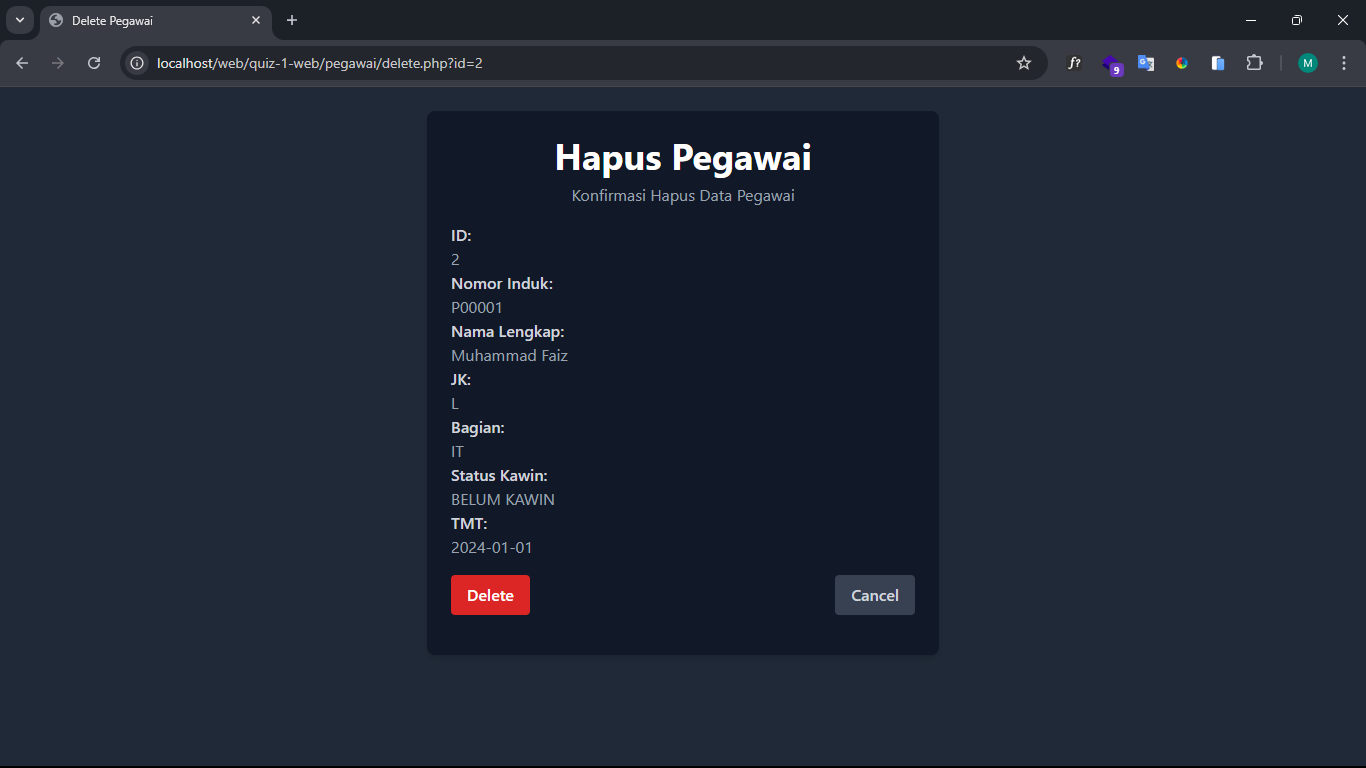 Delete Pegawai
localhost/web/quiz-1-web/pegawai/delete.php?id=2
f?
9
G
M
Hapus Pegawai
Konfirmasi Hapus Data Pegawai
ID:
2
Nomor Induk:
P00001
Nama Lengkap:
Muhammad Faiz
JK:
L
Bagian:
IT
Status Kawin:
BELUM KAWIN
TMT:
2024-01-01
Delete
Cancel